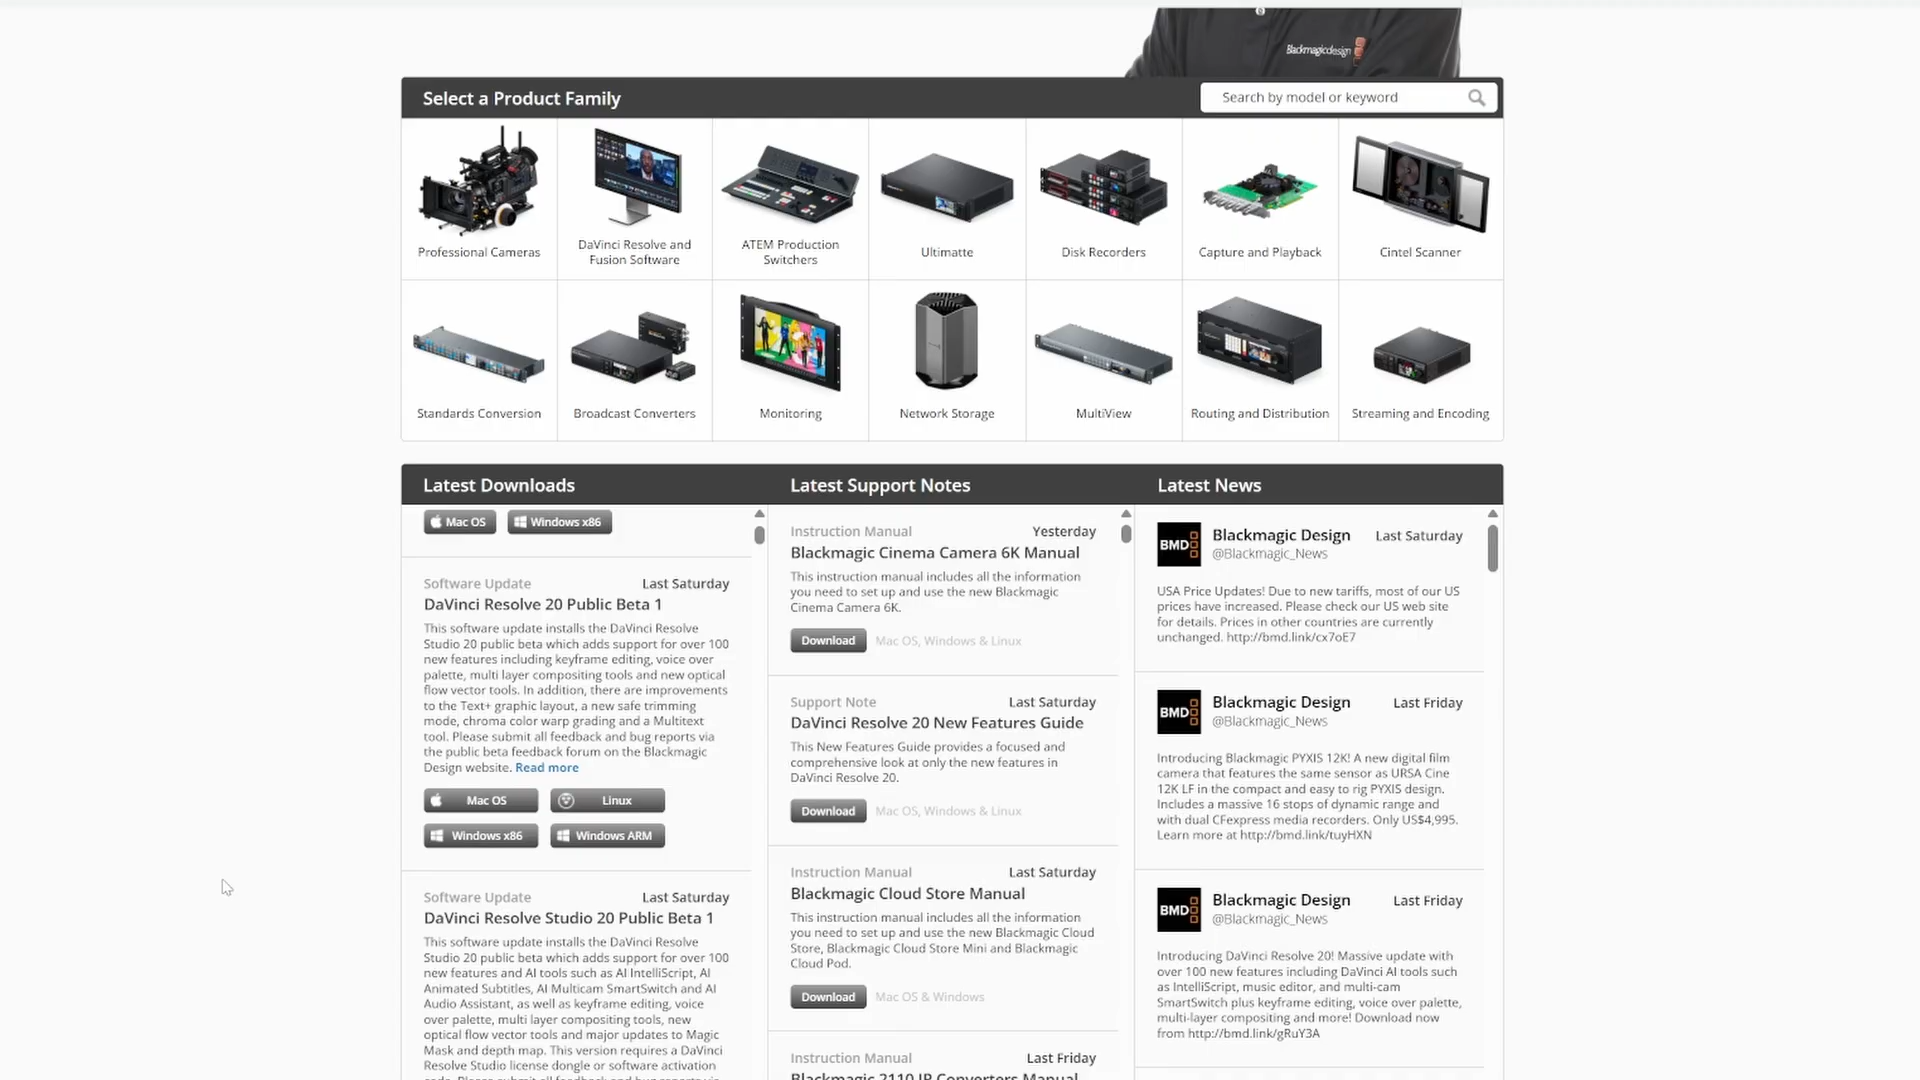 Blackmagicdesign
Select a Product Family
Search by model or keyword
Professional Cameras
DaVinci Resolve and
Fusion Software
ATEM Production
Switchers
Ultimatte
Disk Recorders
Capture and Playback
Cintel Scanner
Standards Conversion
Broadcast Converters
Monitoring
Network Storage
MultiView
Routing and Distribution
Streaming and Encoding
Latest Downloads
Mac OS
Windows x86
Software Update
Last Saturday
DaVinci Resolve 20 Public Beta 1
This software update installs the DaVinci Resolve
Studio 20 public beta which adds support for over 100
new features including keyframe editing, voice over
palette, multi layer compositing tools and new optical
flow vector tools. In addition, there are improvements
to the Text+ graphic layout, a new safe trimming
mode, chroma color warp grading and a Multitext
tool. Please submit all feedback and bug reports via
the public beta feedback forum on the Blackmagic
Design website. Read more
Mac OS
Linux
Windows x86
Windows ARM
Software Update
Last Saturday
DaVinci Resolve Studio 20 Public Beta 1
This software update installs the DaVinci Resolve
Studio 20 public beta which adds support for over 100
new features and AI tools such as AI IntelliScript, AI
Animated Subtitles, AI Multicam SmartSwitch and AI
Audio Assistant, as well as keyframe editing, voice
over palette, multi layer compositing tools, new
optical flow vector tools and major updates to Magic
Mask and depth map. This version requires a DaVinci
Resolve Studio license dongle or software activation
Latest Support Notes
Instruction Manual
Yesterday
Blackmagic Cinema Camera 6K Manual
This instruction manual includes all the information
you need to set up and use the new Blackmagic
Cinema Camera 6K.
Download
Mac OS, Windows & Linux
Support Note
Last Saturday
DaVinci Resolve 20 New Features Guide
This New Features Guide provides a focused and
comprehensive look at only the new features in
DaVinci Resolve 20.
Download
Mac OS, Windows & Linux
Instruction Manual
Last Saturday
Blackmagic Cloud Store Manual
This instruction manual includes all the information
you need to set up and use the new Blackmagic Cloud
Store, Blackmagic Cloud Store Mini and Blackmagic
Cloud Pod.
Download
Mac OS & Windows
Instruction Manual
Last Friday
Blackmagic 2110 IP Converters Manual
Latest News
BMD
Blackmagic Design
Last Saturday
@Blackmagic_News
USA Price Updates! Due to new tariffs, most of our US
prices have increased. Please check our US web site
for details. Prices in other countries are currently
unchanged. http://bmd.link/cx7oE7
BMD
Blackmagic Design
Last Friday
@Blackmagic_News
Introducing Blackmagic PYXIS 12K! A new digital film
camera that features the same sensor as URSA Cine
12K LF in the compact and easy to rig PYXIS design.
Includes a massive 16 stops of dynamic range and
with dual CFexpress media recorders. Only US$4,995.
Learn more at http://bmd.link/tuyHXN
BMD
Blackmagic Design
Last Friday
@Blackmagic_News
Introducing DaVinci Resolve 20! Massive update with
over 100 new features including DaVinci AI tools such
as IntelliScript, music editor, and multi-cam
SmartSwitch plus keyframe editing, voice over palette,
multi-layer compositing and more! Download now
from http://bmd.link/gRuY3A